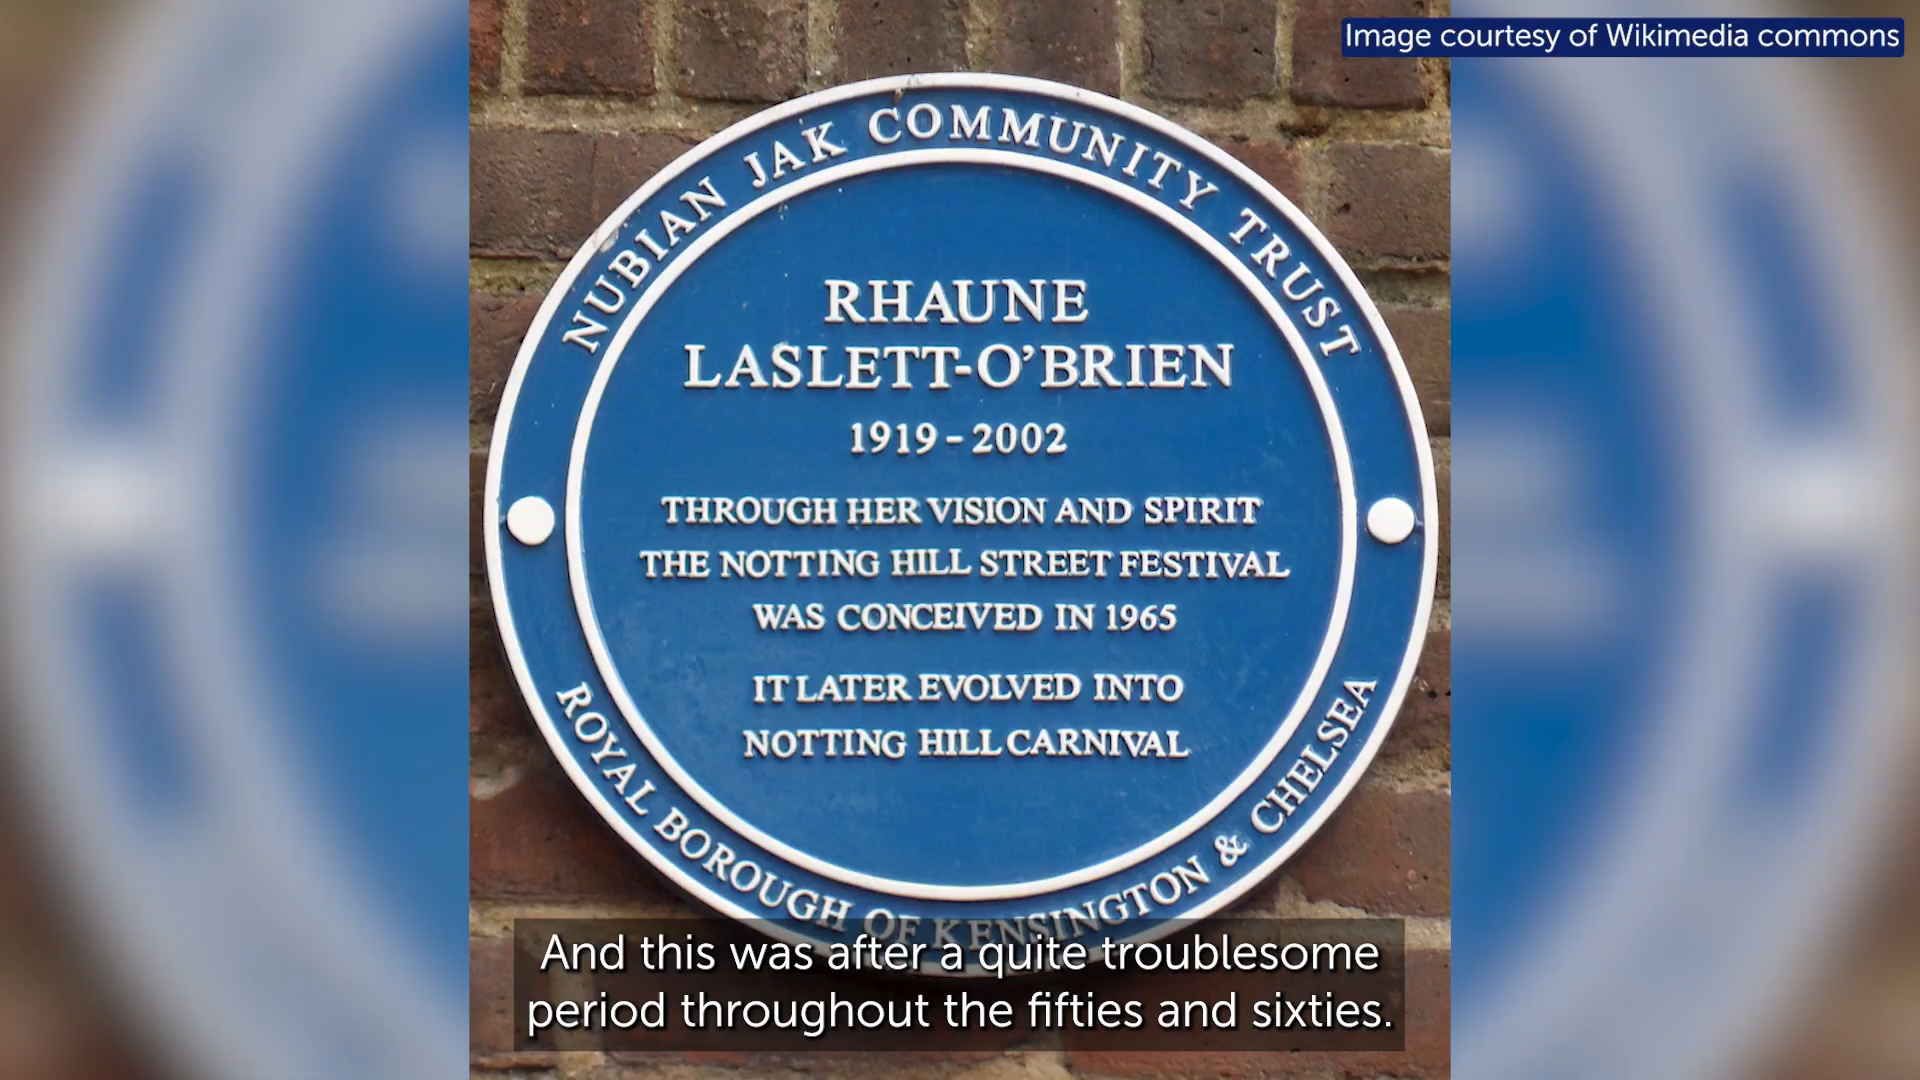 Image courtesy of Wikimedia commons
NUBIAN JAK COMMUNITY TRUST
RHAUNE
LASLETT-O'BRIEN
1919-2002
THROUGH HER VISION AND SPIRIT
THE NOTTING HILL STREET FESTIVAL
WAS CONCEIVED IN 1965
IT LATER EVOLVED INTO
NOTTING HILL CARNIVAL
ROYAL BOROUGH OF KENSINGTON & CHELSEA
And this was after a quite troublesome
period throughout the fifties and sixties.